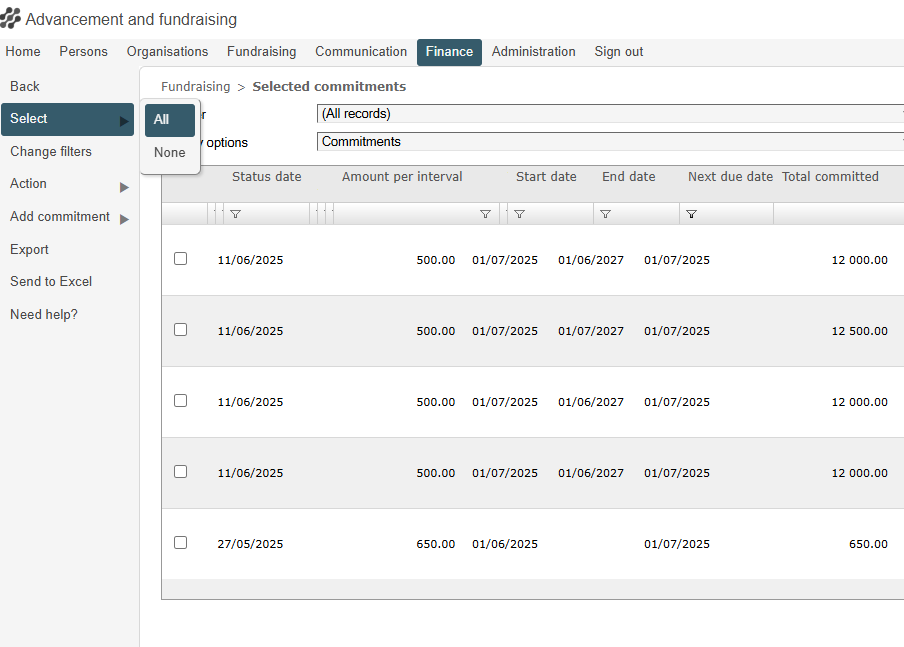 Advancement and fundraising
Home Persons Organisations Fundraising Communication Finance Administration Sign out
Back
Select
Change filters
Action
Add commitment
Export
Send to Excel
Need help?
All
None
Fundraising > Selected commitments
(All records)
options Commitments
Status date Amount per interval Start date End date Next due date Total committed
11/06/2025 500.00 01/07/2025 01/06/2027 01/07/2025 12 000.00
11/06/2025 500.00 01/07/2025 01/07/2027 01/07/2025 12 500.00
11/06/2025 500.00 01/07/2025 01/06/2027 01/07/2025 12 000.00
11/06/2025 500.00 01/07/2025 01/06/2027 01/07/2025 12 000.00
27/05/2025 650.00 01/06/2025 01/07/2025 650.00